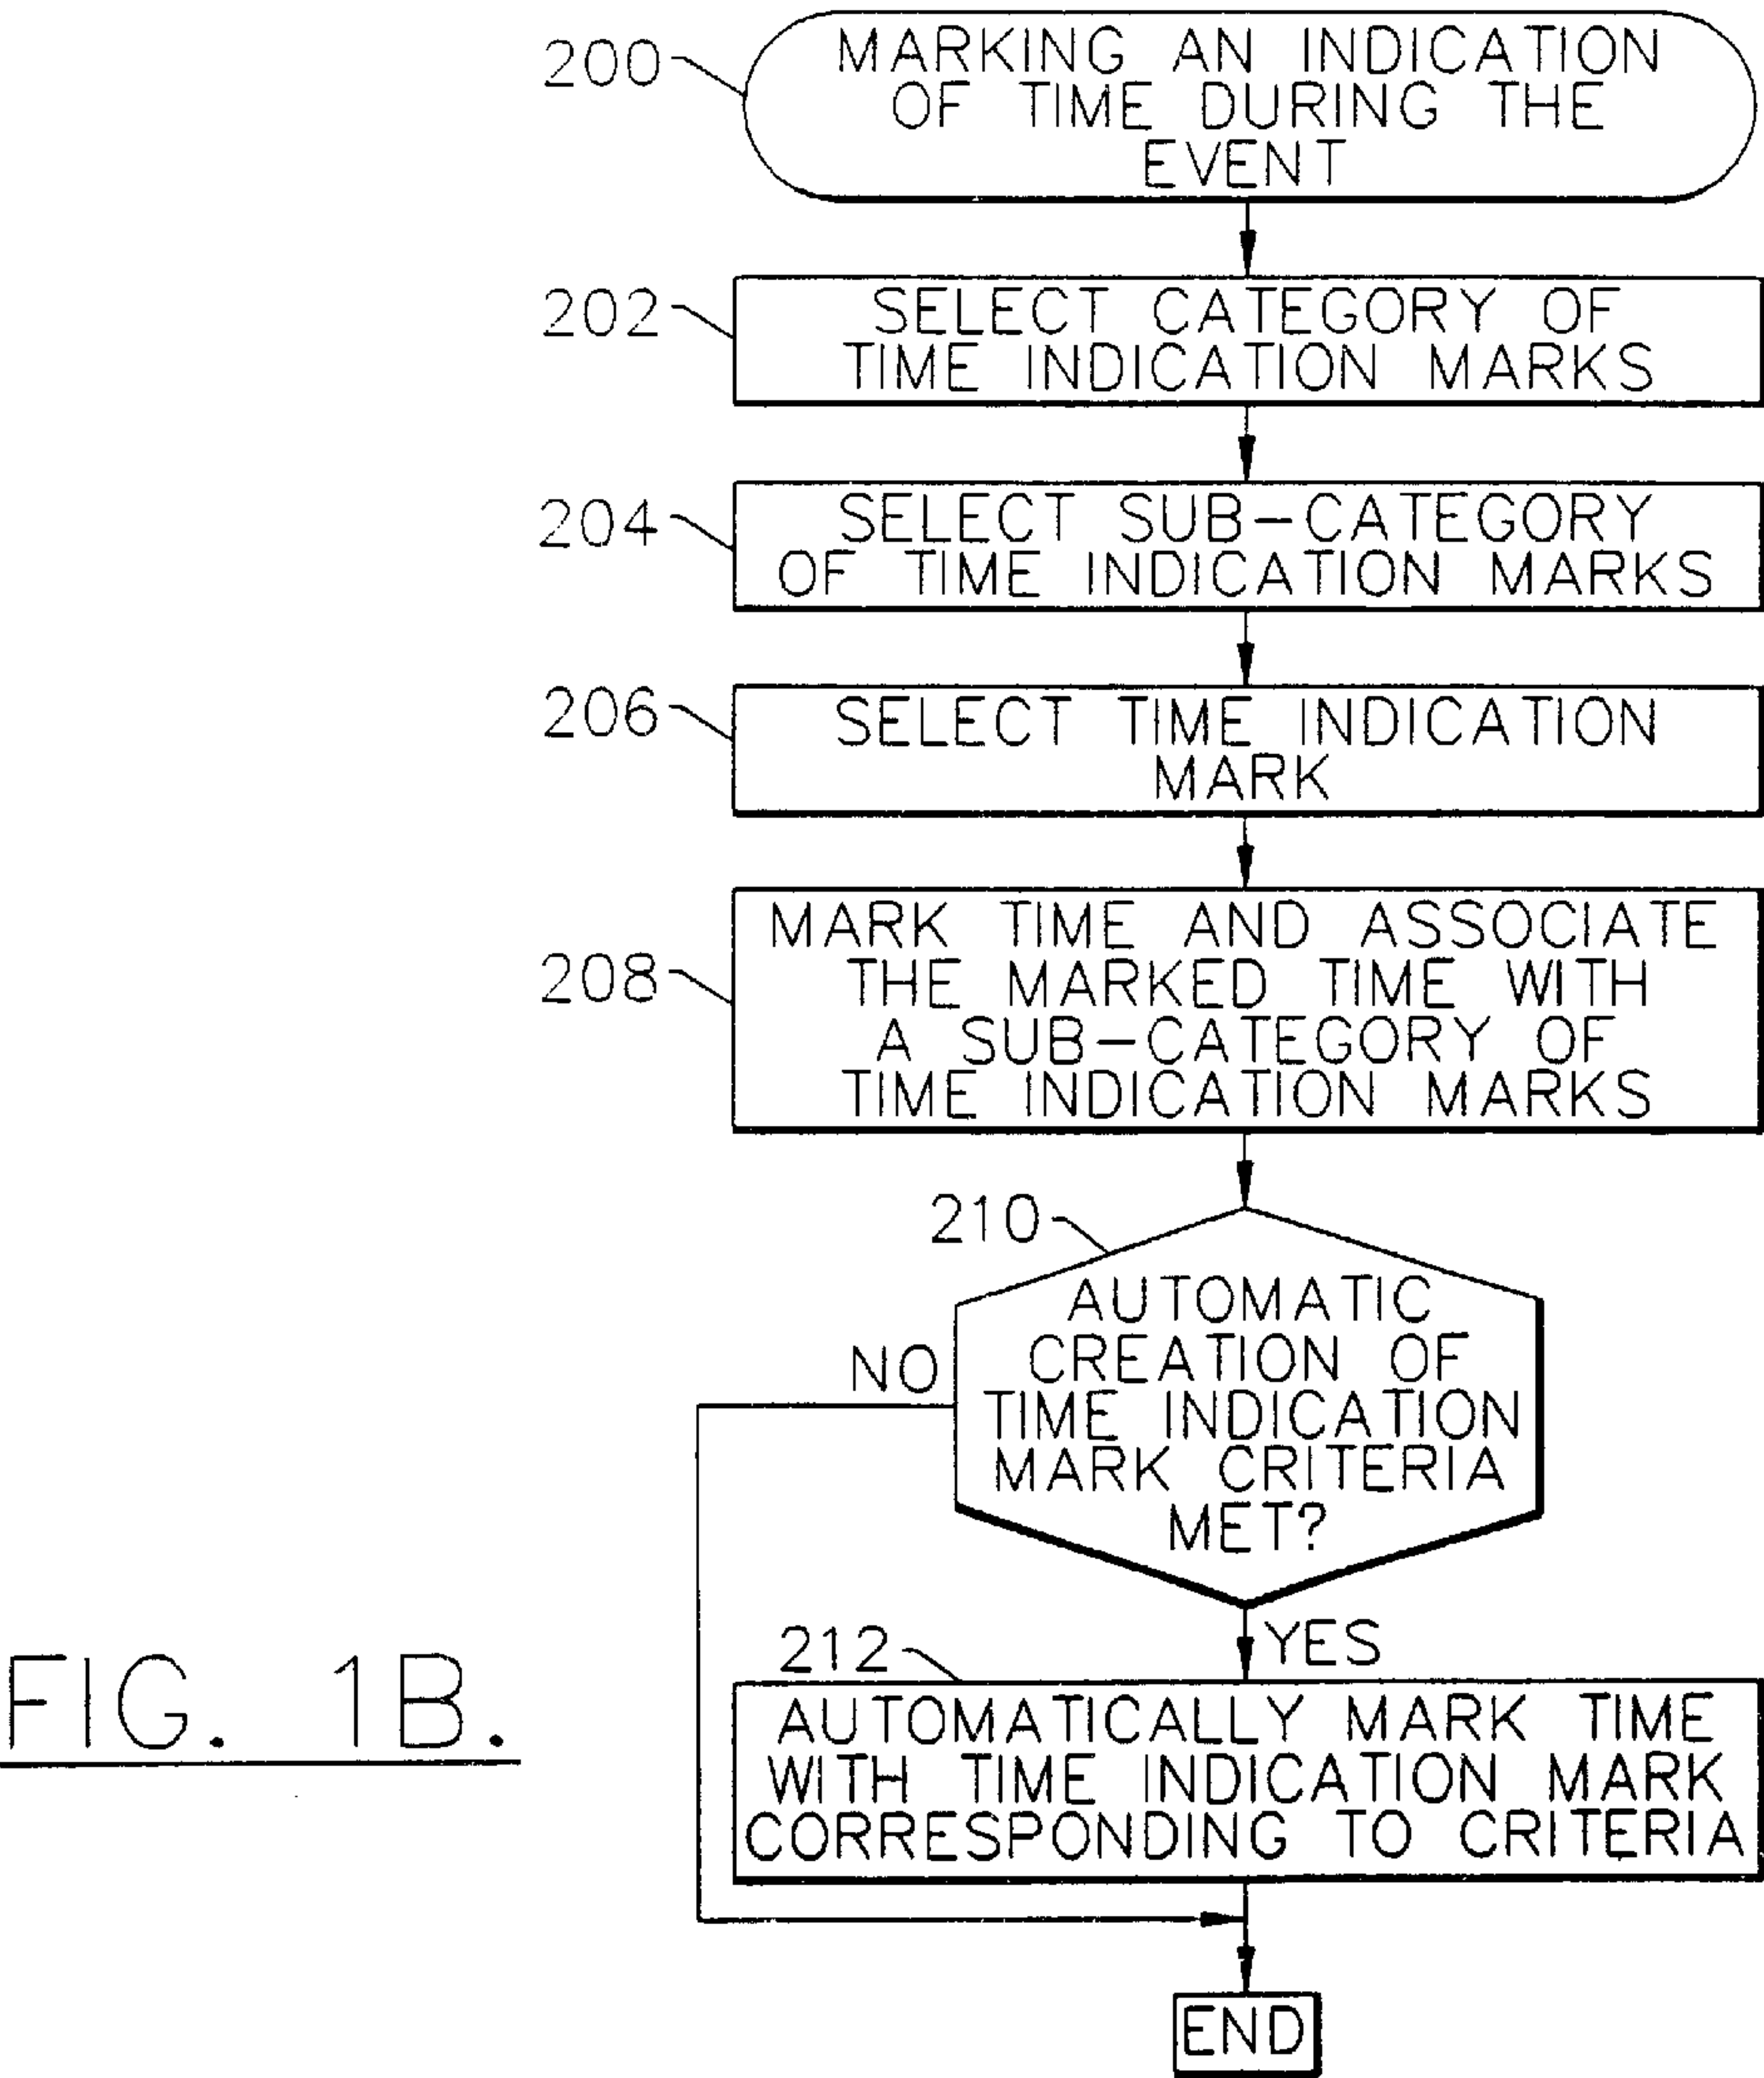 200
MARKING AN INDICATION
OF TIME DURING THE
EVENT
202
SELECT CATEGORY OF
TIME INDICATION MARKS
204
SELECT SUB-CATEGORY
OF TIME INDICATION MARKS
206
SELECT TIME INDICATION
MARK
208
MARK TIME AND ASSOCIATE
THE MARKED TIME WITH
A SUB-CATEGORY OF
TIME INDICATION MARKS
210
AUTOMATIC
CREATION OF
TIME INDICATION
MARK CRITERIA
MET?
NO
YES
212
AUTOMATICALLY MARK TIME
WITH TIME INDICATION MARK
CORRESPONDING TO CRITERIA
END
FIG. 1B.